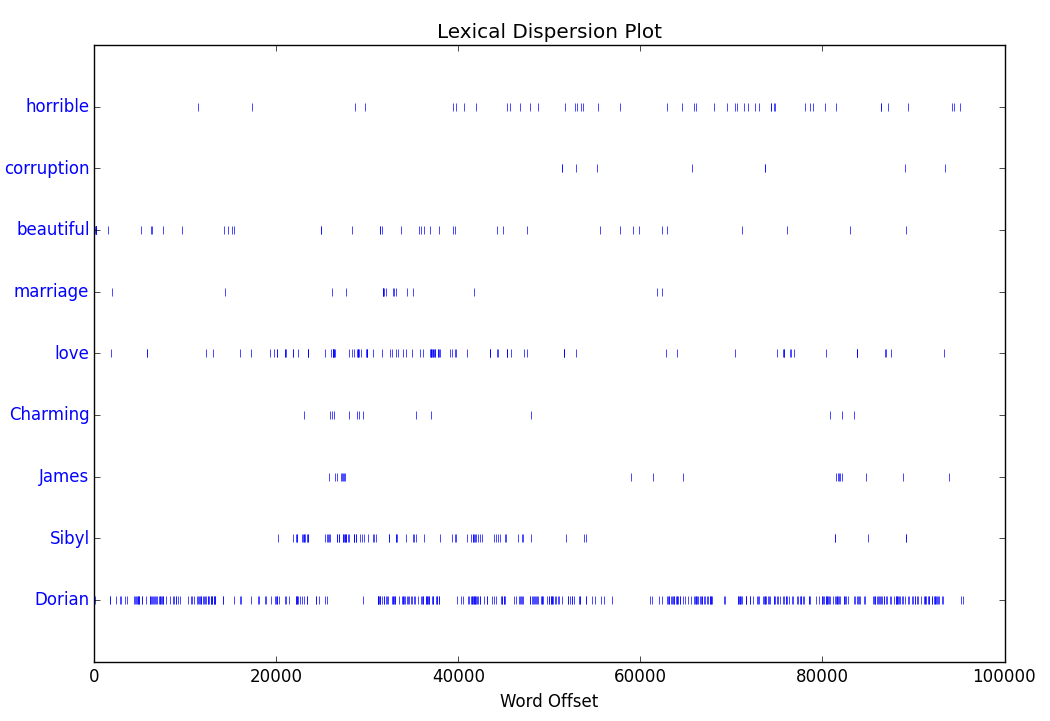 Lexical Dispersion Plot
horrible
corruption
beautiful
marriage
love
Charming
James
Sibyl
Dorian
0 20000 40000 60000 80000 100000
Word Offset